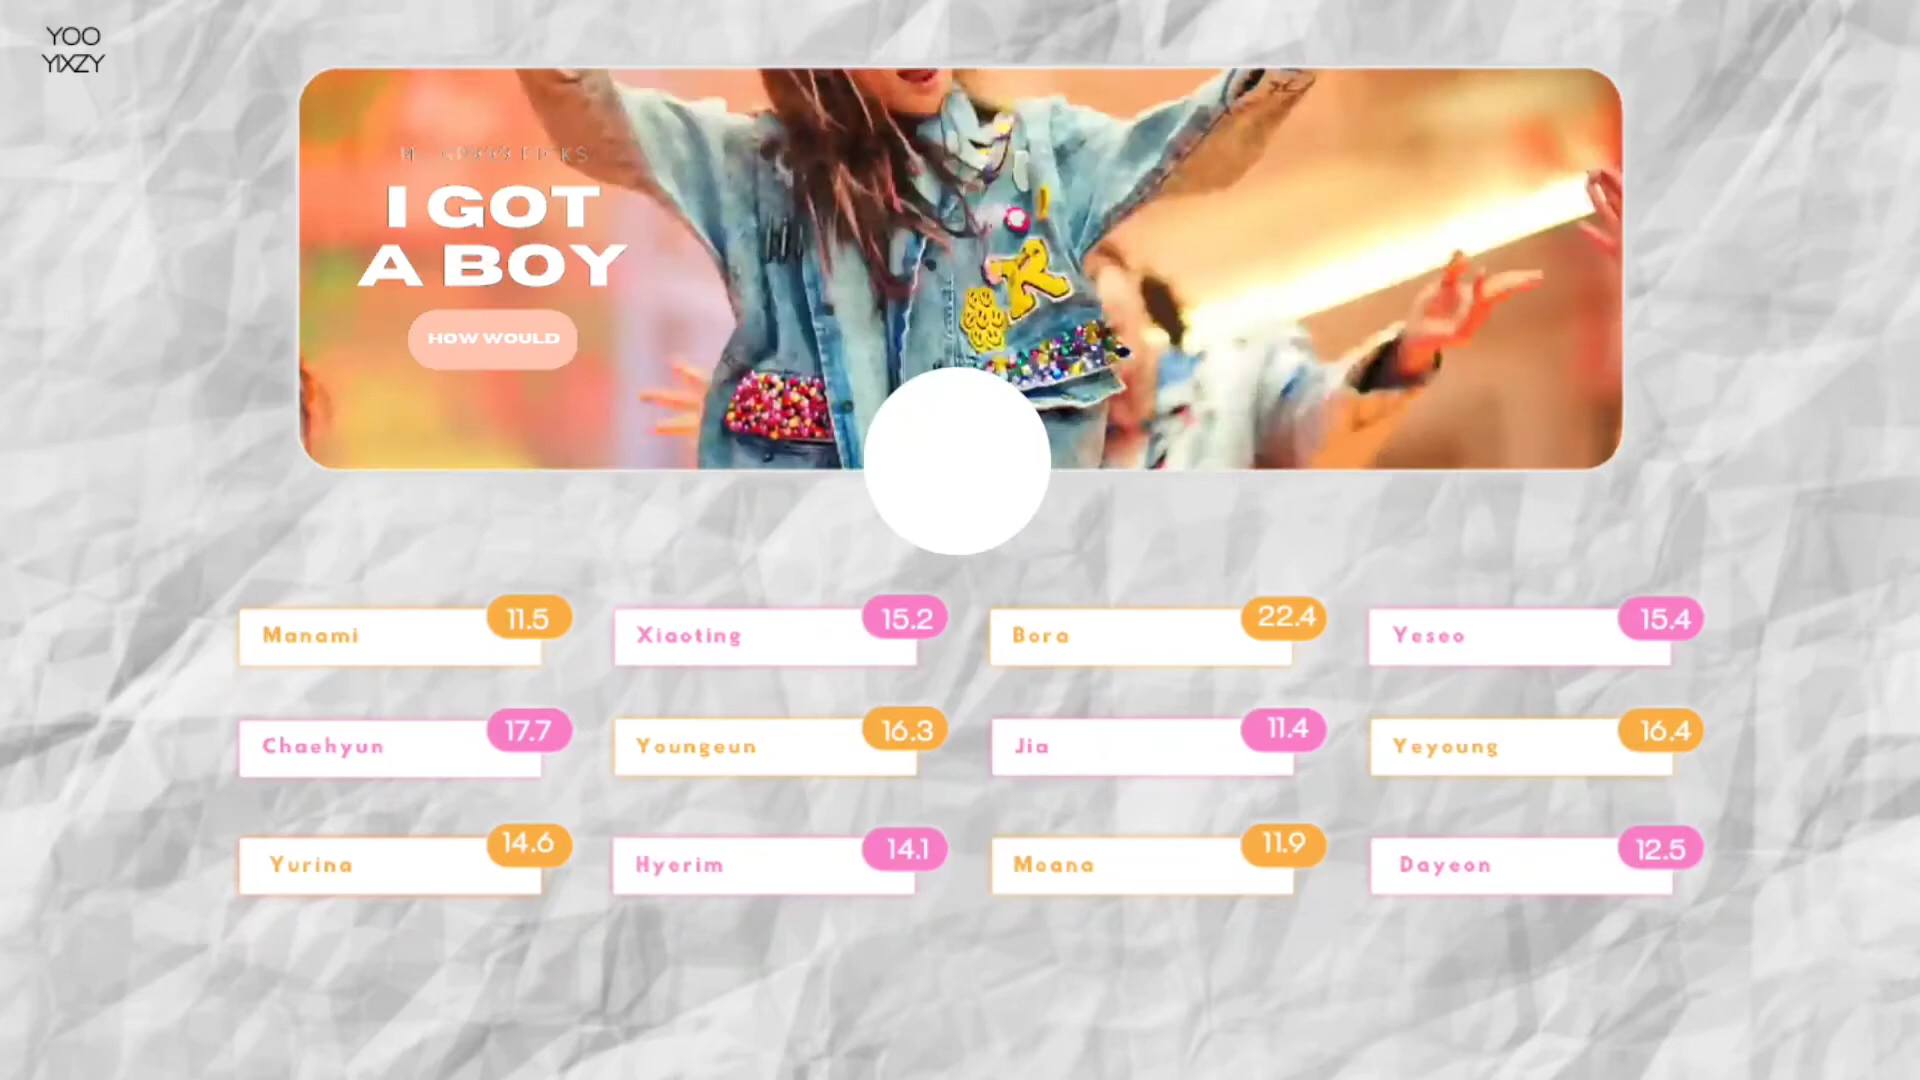 YOO
YIXZY
PICKS
I GOT
A BOY
HOW WOULD
Manami 11.5
Xiaoting 15.2
Bora 22.4
Yeseo 15.4
Chaehyun 17.7
Youngeun 16.3
Jia 11.4
Yeyoung 16.4
Yurina 14.6
Hyerim 14.1
Moana 11.9
Dayeon 12.5
R